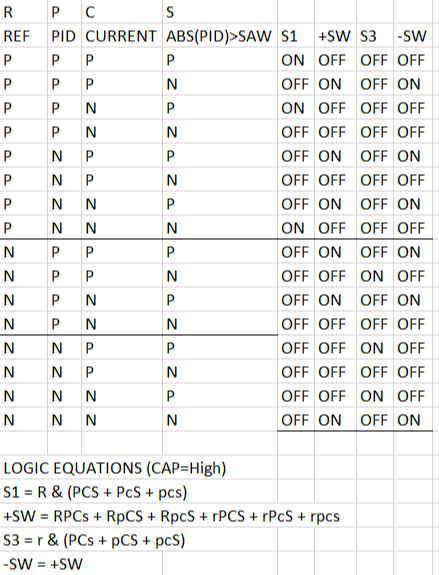 R P C S
REF PID CURRENT ABS(PID)>SAW S1 +SW S3 -SW
P P P P ON OFF OFF OFF
P P P N OFF ON OFF ON
P P N P ON OFF OFF OFF
P P N N OFF OFF OFF OFF
P N P P OFF ON OFF ON
P N P N OFF OFF OFF OFF
P N N P OFF ON OFF ON
P N N N ON OFF OFF OFF
N P P P OFF ON OFF ON
N P P N OFF OFF ON OFF
N P N P OFF ON OFF ON
N P N N OFF OFF OFF OFF
N N P P OFF OFF ON OFF
N N P N OFF OFF OFF OFF
N N N P OFF OFF ON OFF
N N N N OFF ON OFF ON
LOGIC EQUATIONS (CAP=High)
S1 = R & (PCS + PcS + pcs)
+SW = RPCs + RpCS + RpcS + rPCS + rPcS + rpcs
S3 = r & (PCs + pCS + pcS)
-SW = +SW